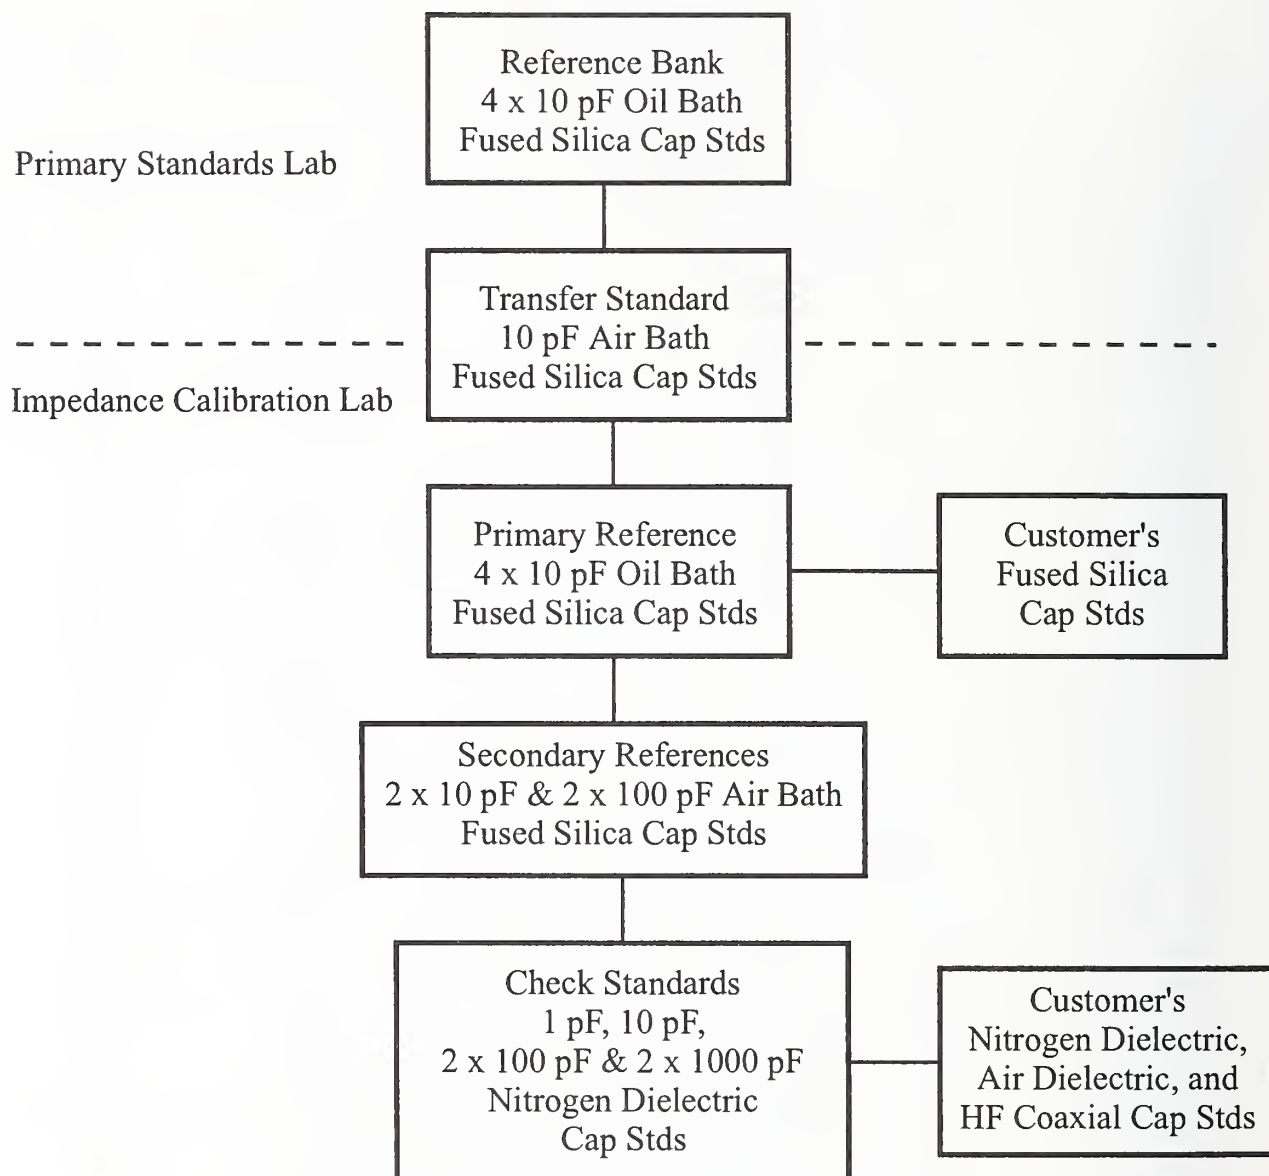 Reference Bank
4 x 10 pF Oil Bath
Fused Silica Cap Stds
Primary Standards Lab
Transfer Standard
10 pF Air Bath
Fused Silica Cap Stds
Impedance Calibration Lab
Primary Reference
4 x 10 pF Oil Bath
Fused Silica Cap Stds
Customer's
Fused Silica
Cap Stds
Secondary References
2 x 10 pF & 2 x 100 pF Air Bath
Fused Silica Cap Stds
Check Standards
1 pF, 10 pF,
2 x 100 pF & 2 x 1000 pF
Nitrogen Dielectric
Cap Stds
Customer's
Nitrogen Dielectric,
Air Dielectric, and
HF Coaxial Cap Stds